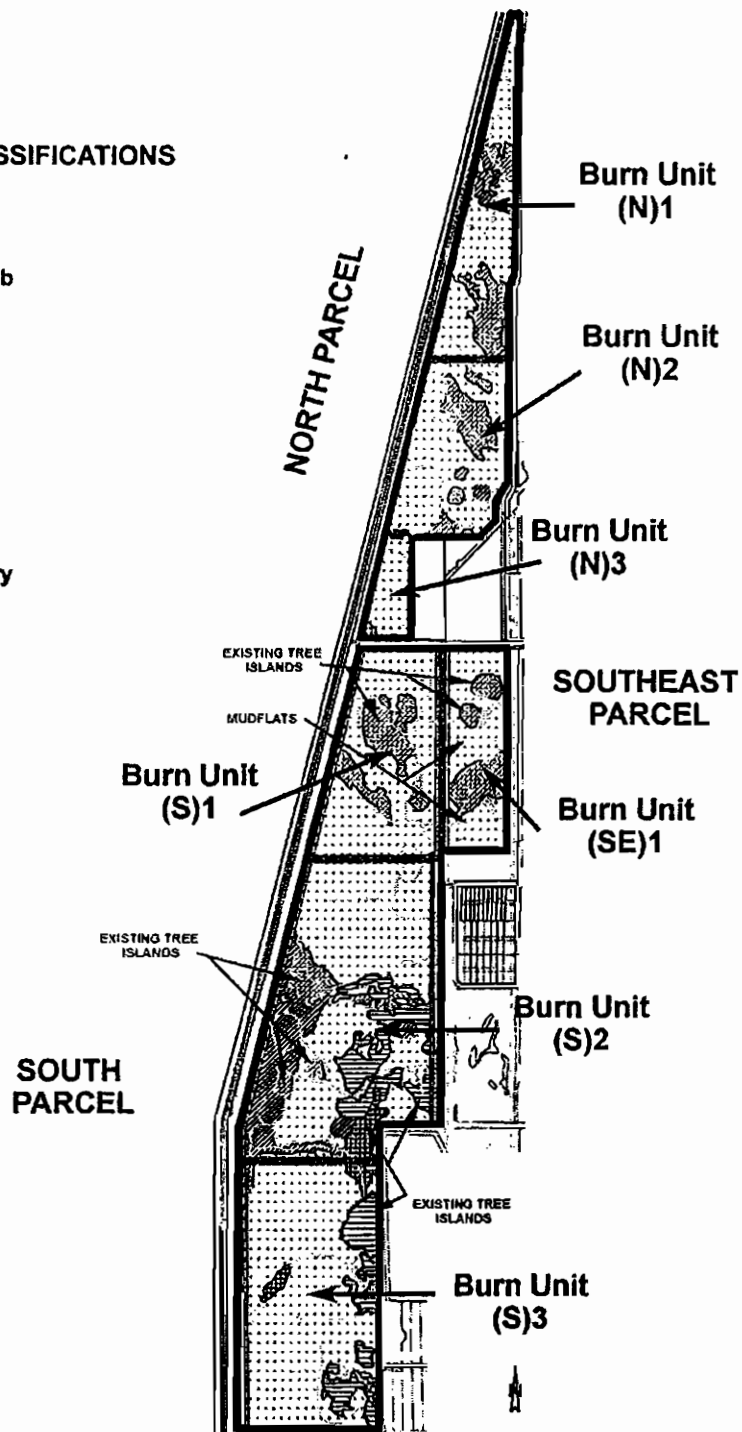 SSIFICATIONS
b
y
NORTH PARCEL
Burn Unit
(N)1
Burn Unit
(N)2
Burn Unit
(N)3
EXISTING TREE
ISLANDS
MUDFLATS
SOUTHEAST
PARCEL
Burn Unit
(S)1
Burn Unit
(SE)1
EXISTING TREE
ISLANDS
Burn Unit
(S)2
SOUTH
PARCEL
EXISTING TREE
ISLANDS
Burn Unit
(S)3
N